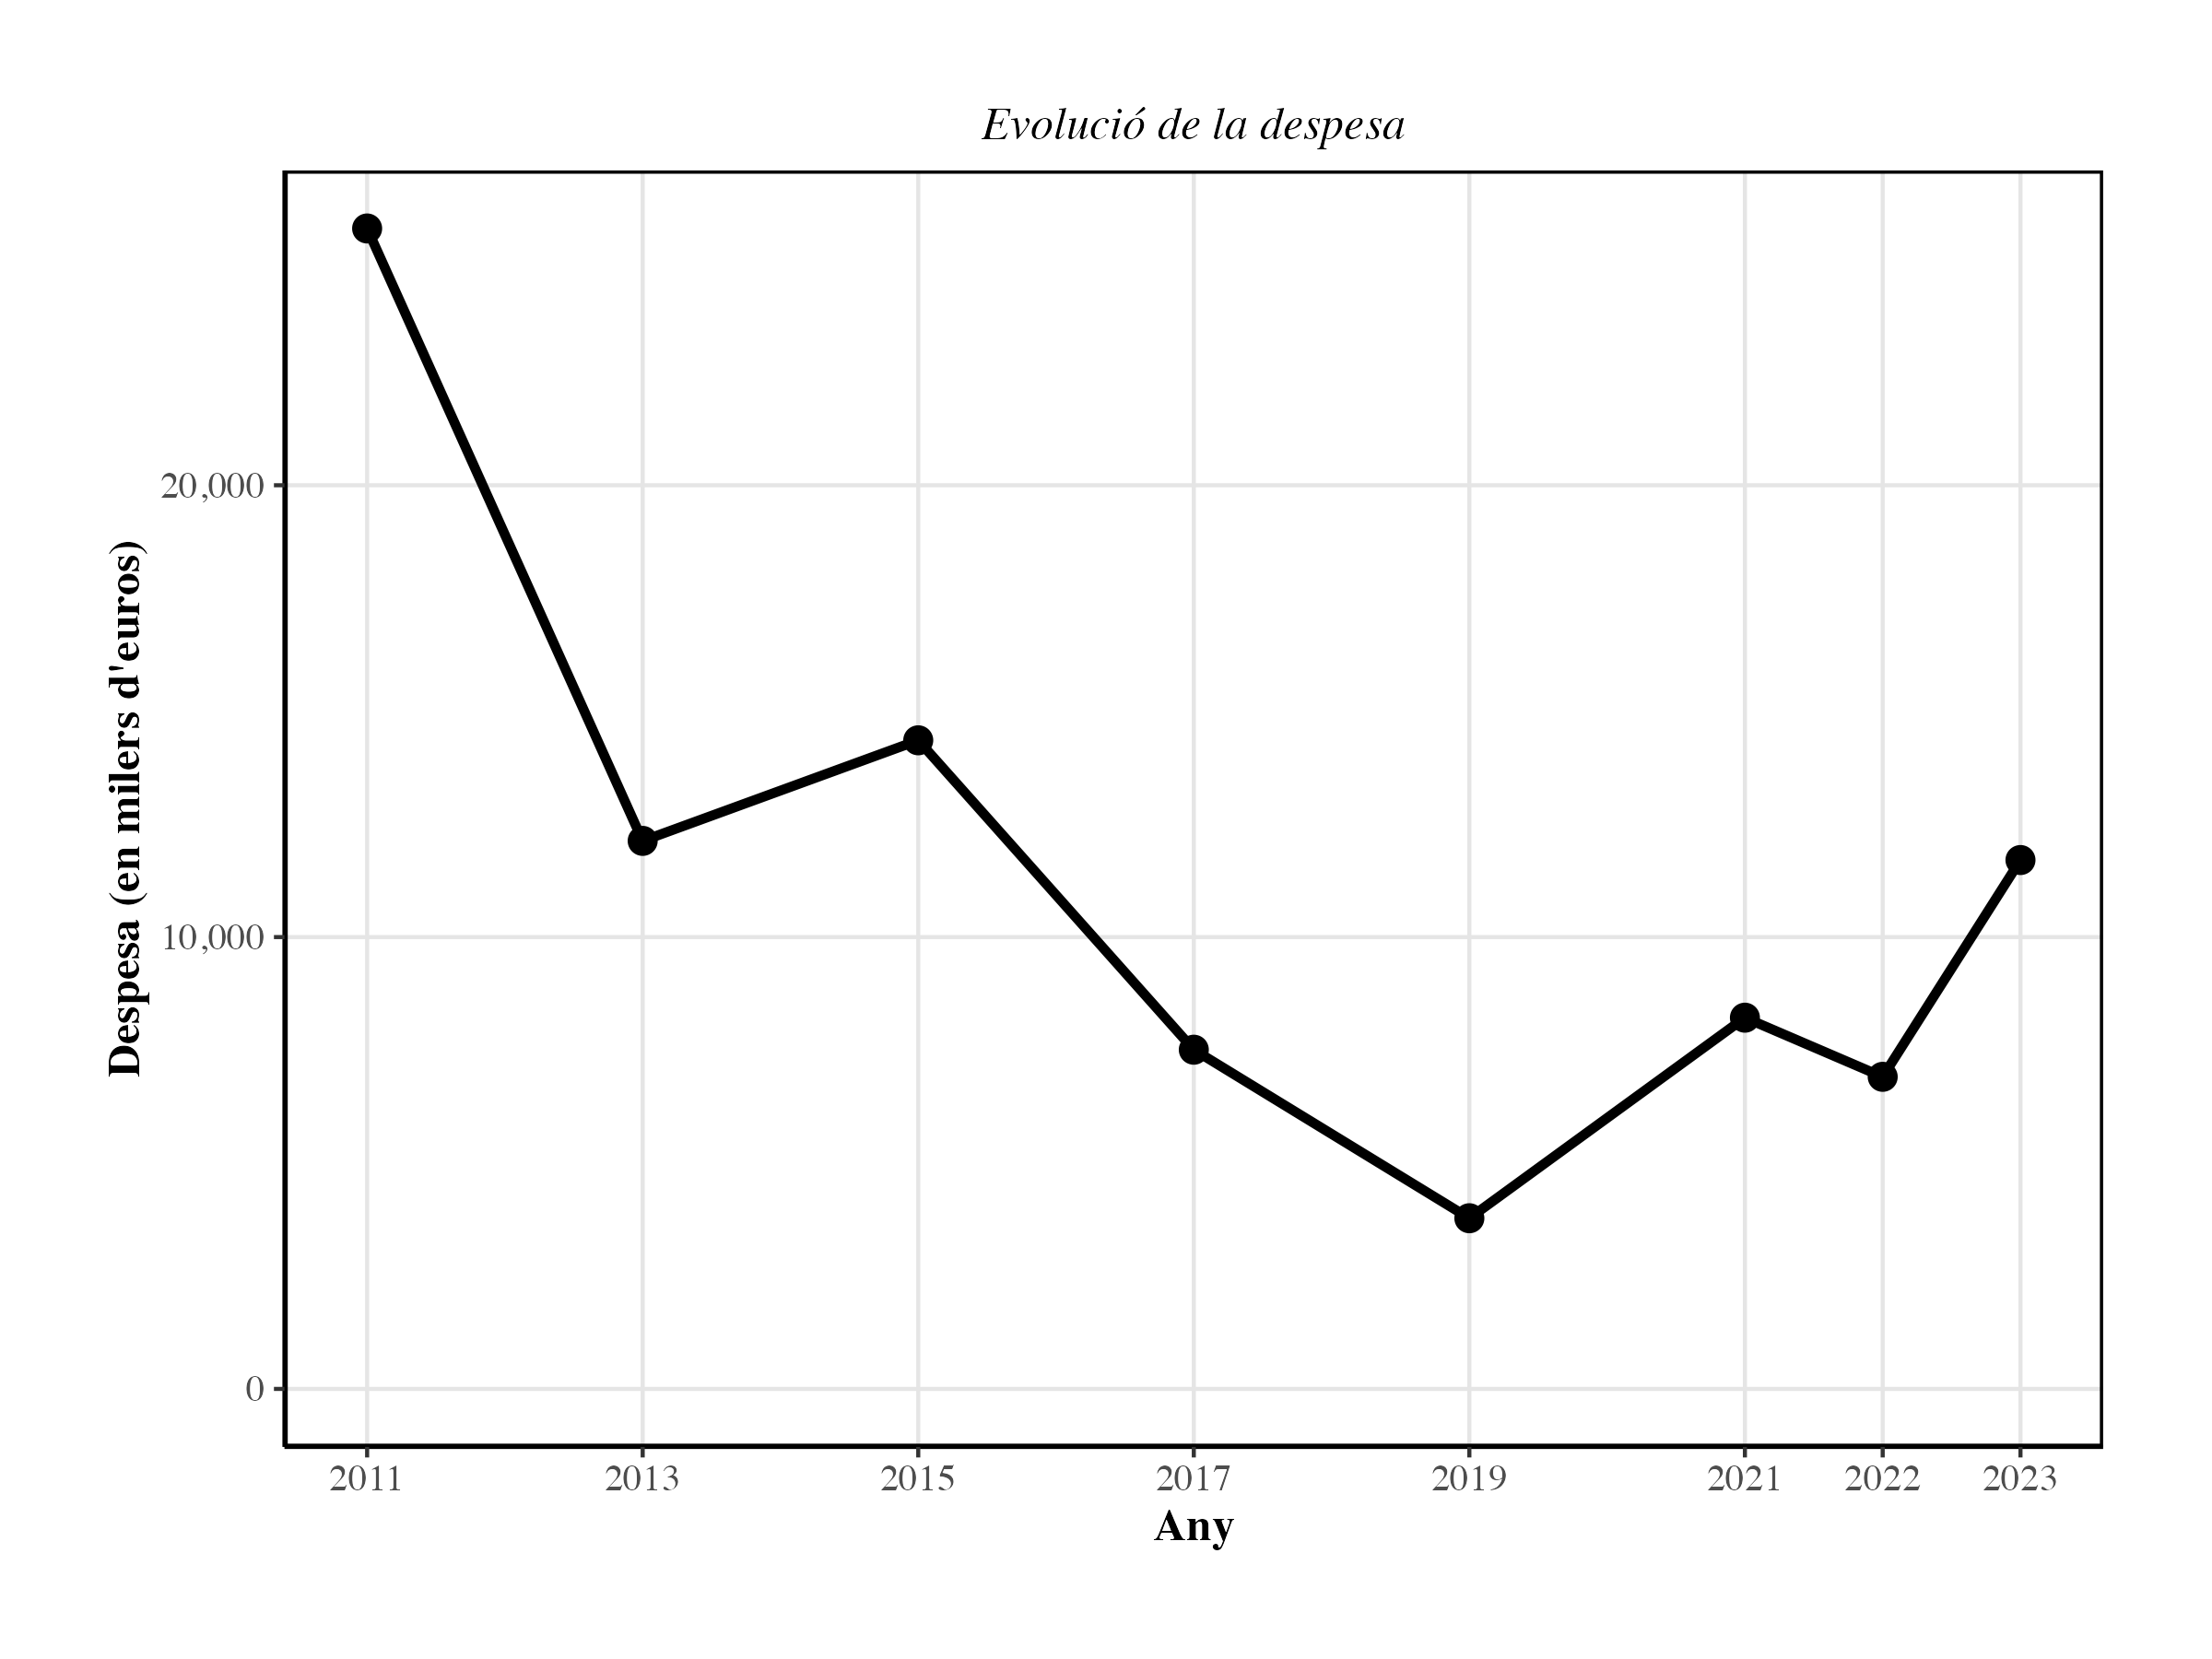 Evolució de la despesa
Despesa (en milers d'euros)
20,000
10,000
0
2011 2013 2015 2017 2019 2021 2022 2023
Any